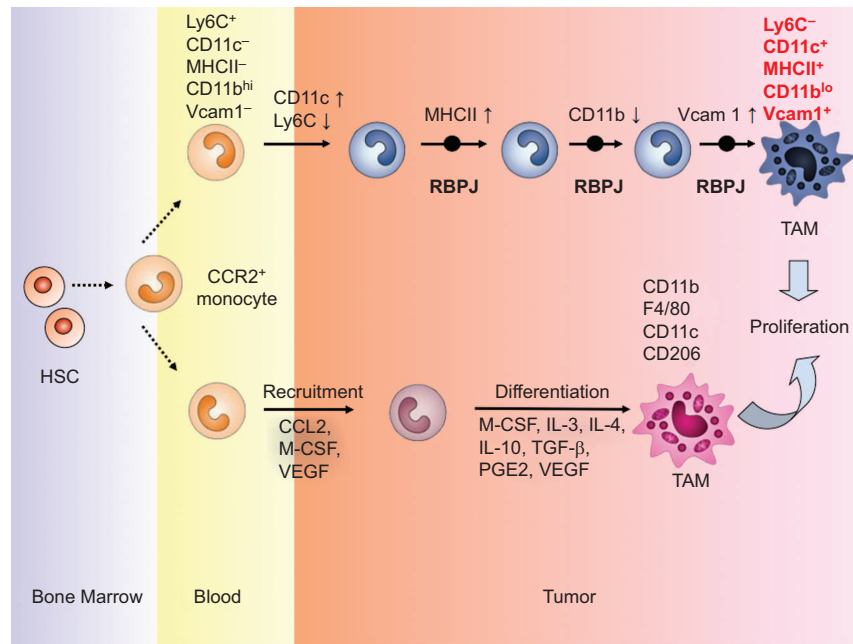 Ly6C⁺
CD11c⁻
MHCII⁻
CD11bʰⁱ
Vcam1⁻
CD11c ↑
Ly6C ↓
MHCII ↑
RBPJ
CD11b ↓
RBPJ
Vcam 1 ↑
RBPJ
Ly6C⁻
CD11c⁺
MHCII⁺
CD11bˡᵒ
Vcam1⁺
TAM
HSC
CCR2⁺
monocyte
CD11b
F4/80
CD11c
CD206
Proliferation
Recruitment
CCL2,
M-CSF,
VEGF
Differentiation
M-CSF, IL-3, IL-4,
IL-10, TGF-β,
PGE2, VEGF
TAM
Bone Marrow
Blood
Tumor